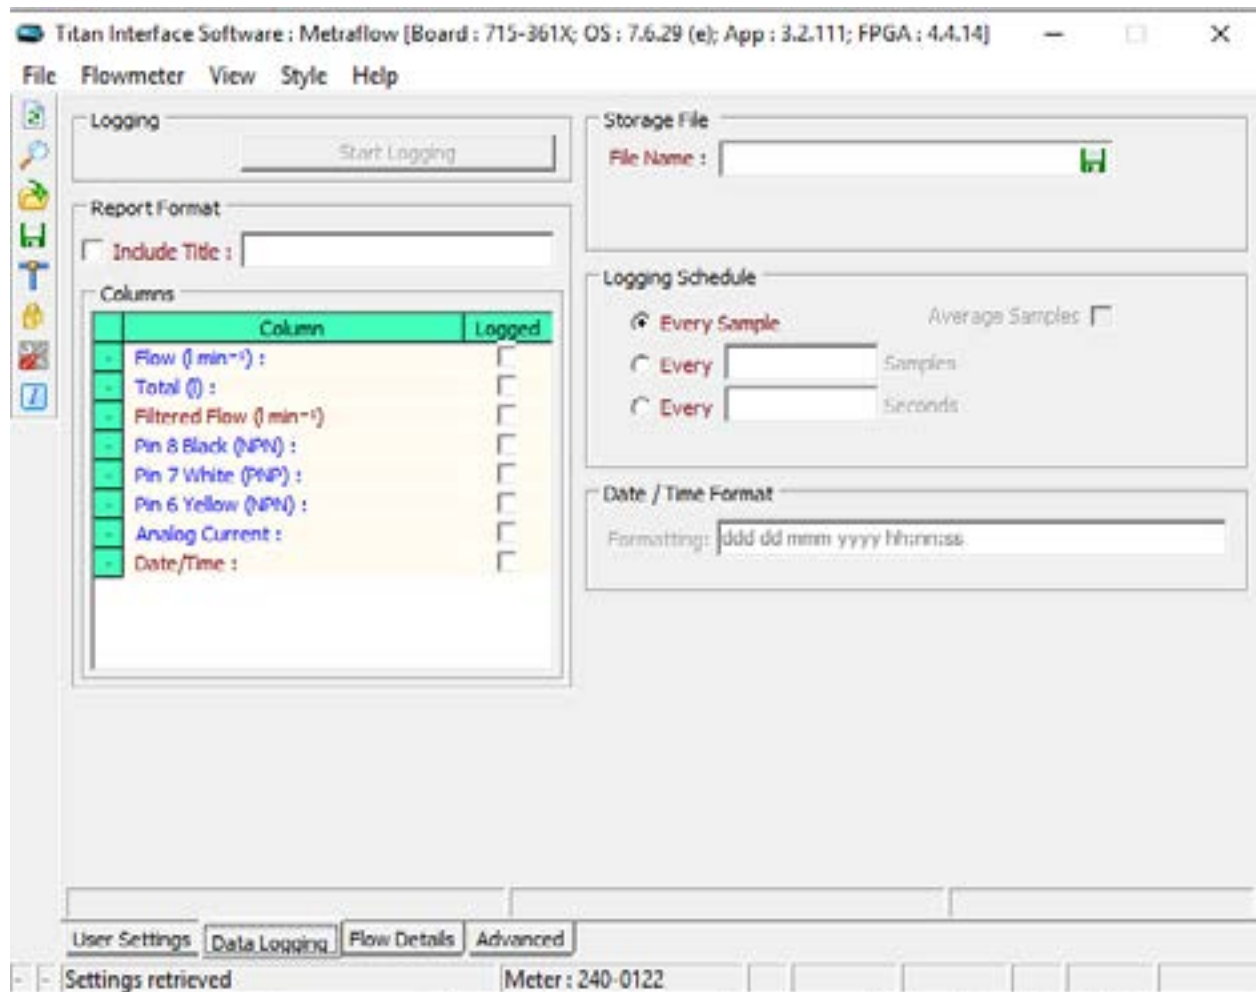 Titan Interface Software : Metraflow [Board : 715-361X; OS : 7.6.29 (e); App : 3.2.111; FPGA : 4.4.14]
File Flowmeter View Style Help
Logging
Start Logging
Report Format
Include Title :
Columns
Column Logged
Flow (l min⁻¹) :
Total (l) :
Filtered Flow (l min⁻¹)
Pin 8 Black (NPN) :
Pin 7 White (PNP) :
Pin 6 Yellow (NPN) :
Analog Current :
Date/Time :
Storage File
File Name :
Logging Schedule
Every Sample Average Samples
Every Samples
Every Seconds
Date / Time Format
Formatting: ddd dd mmm yyyy hh:nn:ss
User Settings Data Logging Flow Details Advanced
Settings retrieved Meter : 240-0122